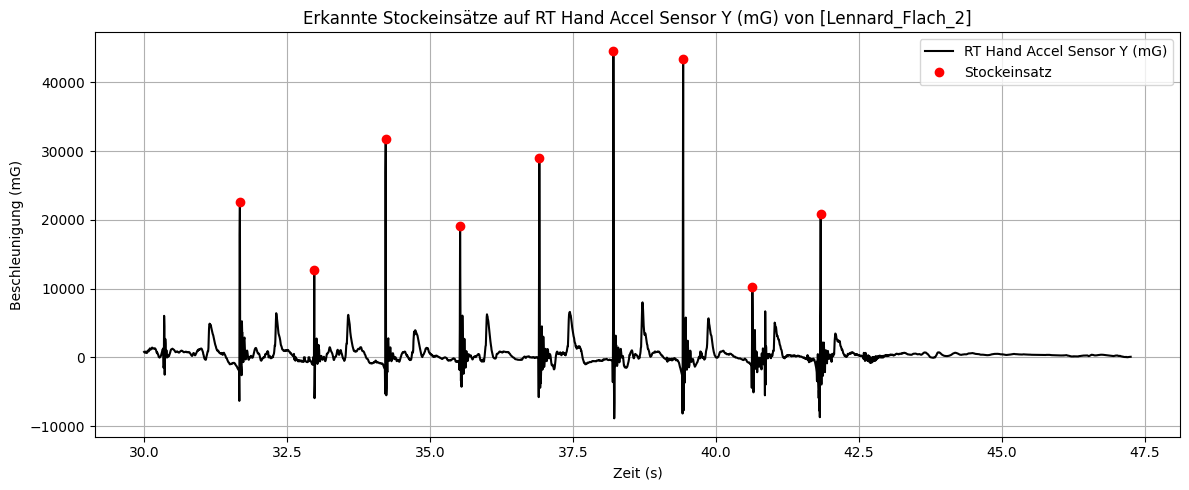 Erkannte Stockeinsätze auf RT Hand Accel Sensor Y (mG) von [Lennard_Flach_2]
RT Hand Accel Sensor Y (mG)
Stockeinsatz
Beschleunigung (mG)
40000
30000
20000
10000
0
−10000
30.0 32.5 35.0 37.5 40.0 42.5 45.0 47.5
Zeit (s)